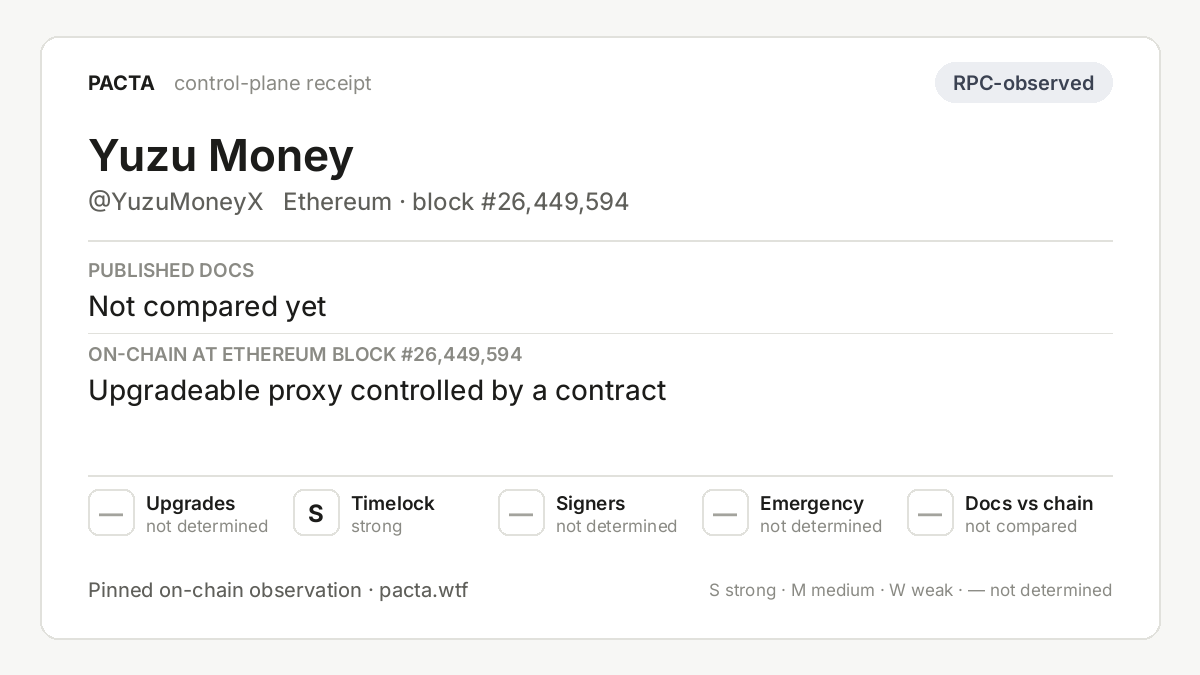 PACTA control-plane receipt
RPC-observed
Yuzu Money
@YuzuMoneyX Ethereum · block #26,449,594
PUBLISHED DOCS
Not compared yet
ON-CHAIN AT ETHEREUM BLOCK #26,449,594
Upgradeable proxy controlled by a contract
— Upgrades
not determined
S Timelock
strong
— Signers
not determined
— Emergency
not determined
— Docs vs chain
not compared
Pinned on-chain observation · pacta.wtf
S strong · M medium · W weak · — not determined